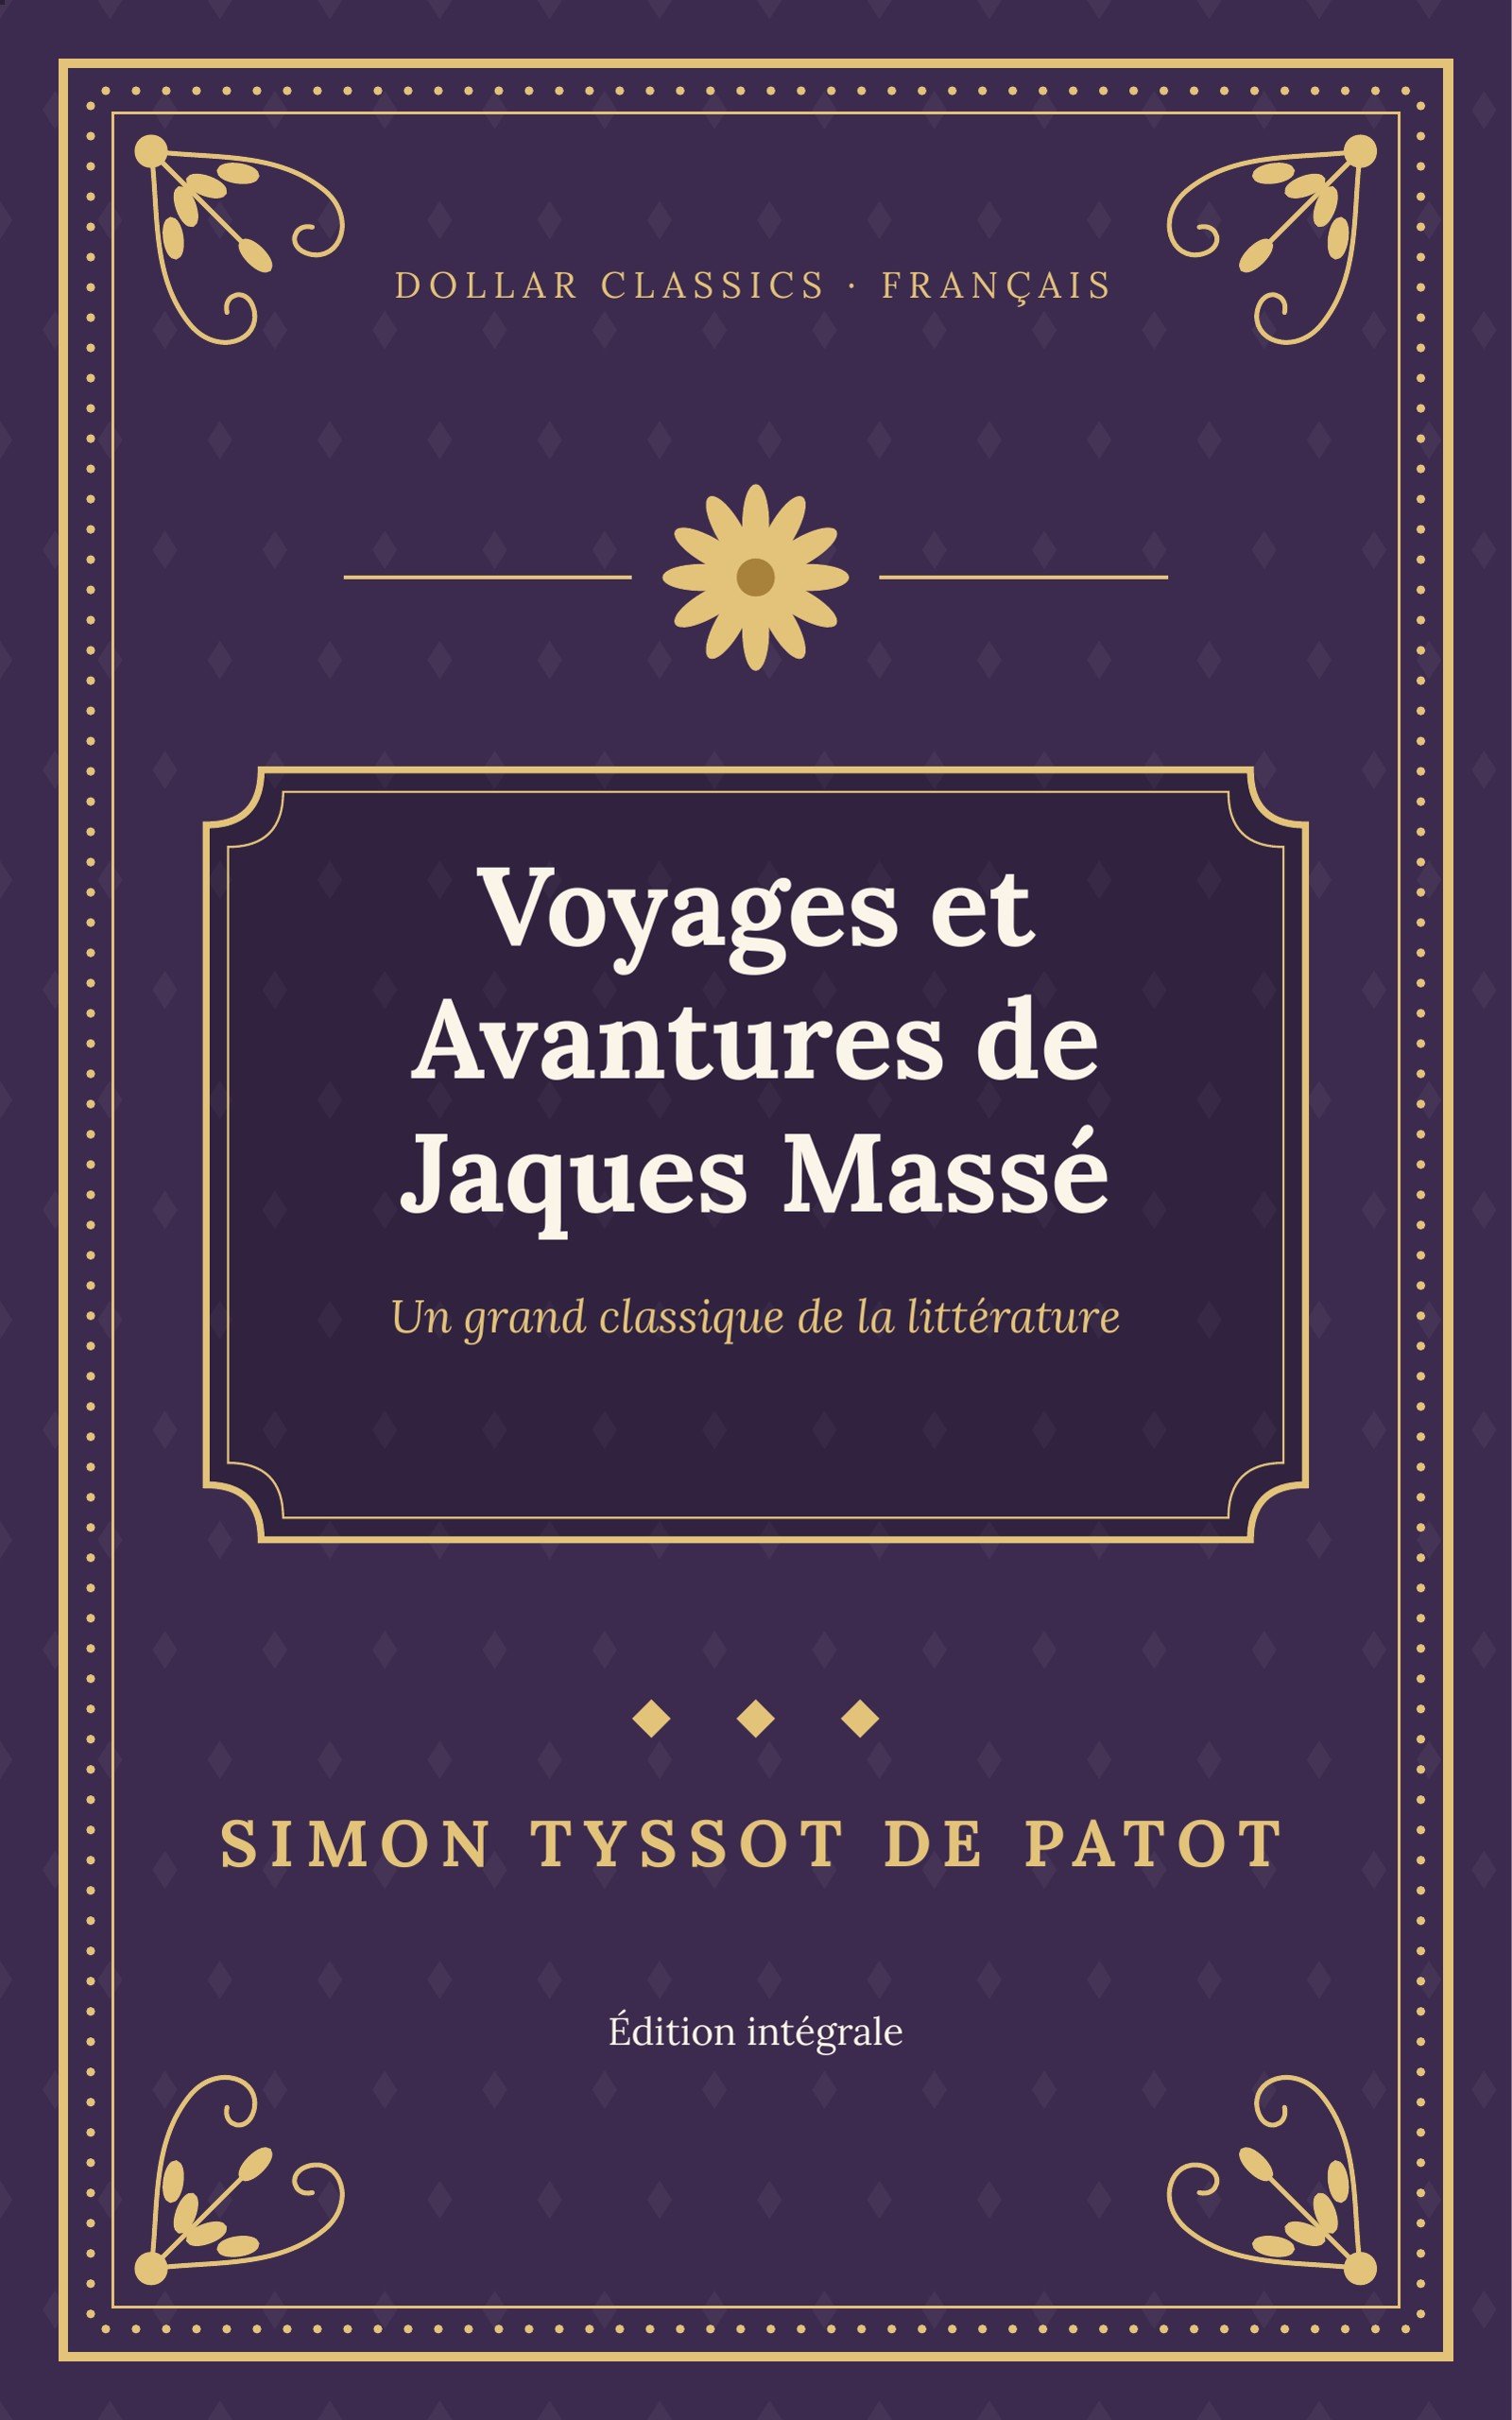 DOLLAR CLASSICS · FRANÇAIS
Voyages et
Avantures de
Jaques Massé
Un grand classique de la littérature
SIMON TYSSOT DE PATOT
Édition intégrale